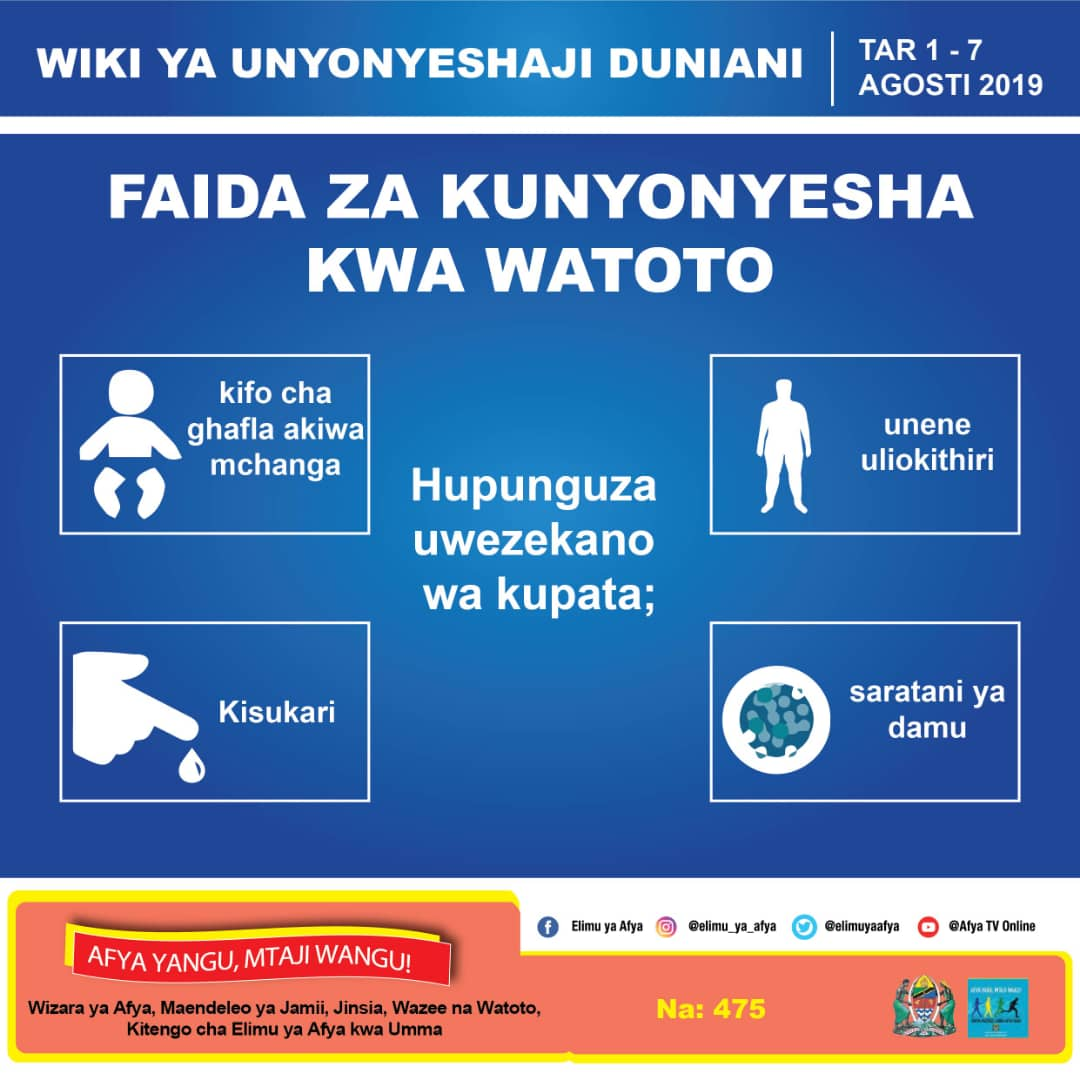 WIKI YA UNYONYESHAJI DUNIANI
TAR 1 - 7
AGOSTI 2019
FAIDA ZA KUNYONYESHA
KWA WATOTO
kifo cha
ghafla akiwa
mchanga
unene
uliokithiri
Hupunguza
uwezekano
wa kupata;
Kisukari
saratani ya
damu
Elimu ya Afya
@elimu_ya_afya
@elimuyaafya
@Afya TV Online
AFYA YANGU, MTAJI WANGU!
Wizara ya Afya, Maendeleo ya Jamii, Jinsia, Wazee na Watoto,
Kitengo cha Elimu ya Afya kwa Umma
Na: 475